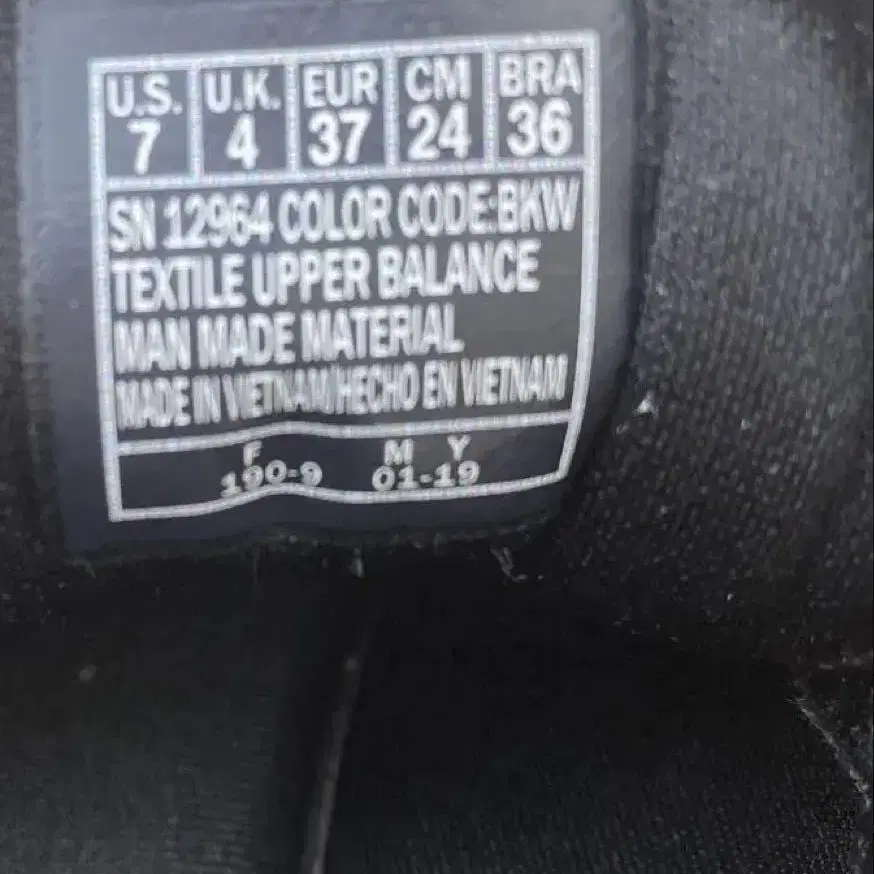 U.S. U.K. EUR CM BRA
7 4 37 24 36
SN 12964 COLOR CODE:BKW
TEXTILE UPPER BALANCE
MAN MADE MATERIAL
MADE IN VIETNAM/HECHO EN VIETNAM
F M Y
190-9 01-19